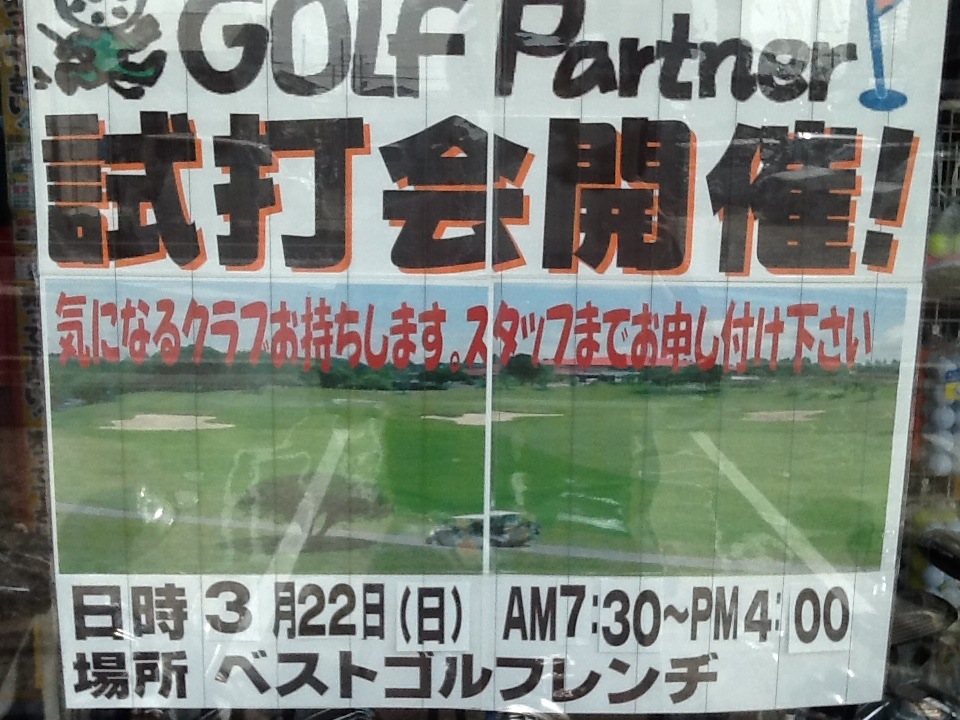 GOLF Partner
試打会開催!
気になるクラブお持ちします。スタッフまでお申し付け下さい
日時 3月22日(日) AM7:30~PM4:00
場所 ベストゴルフレンヂ